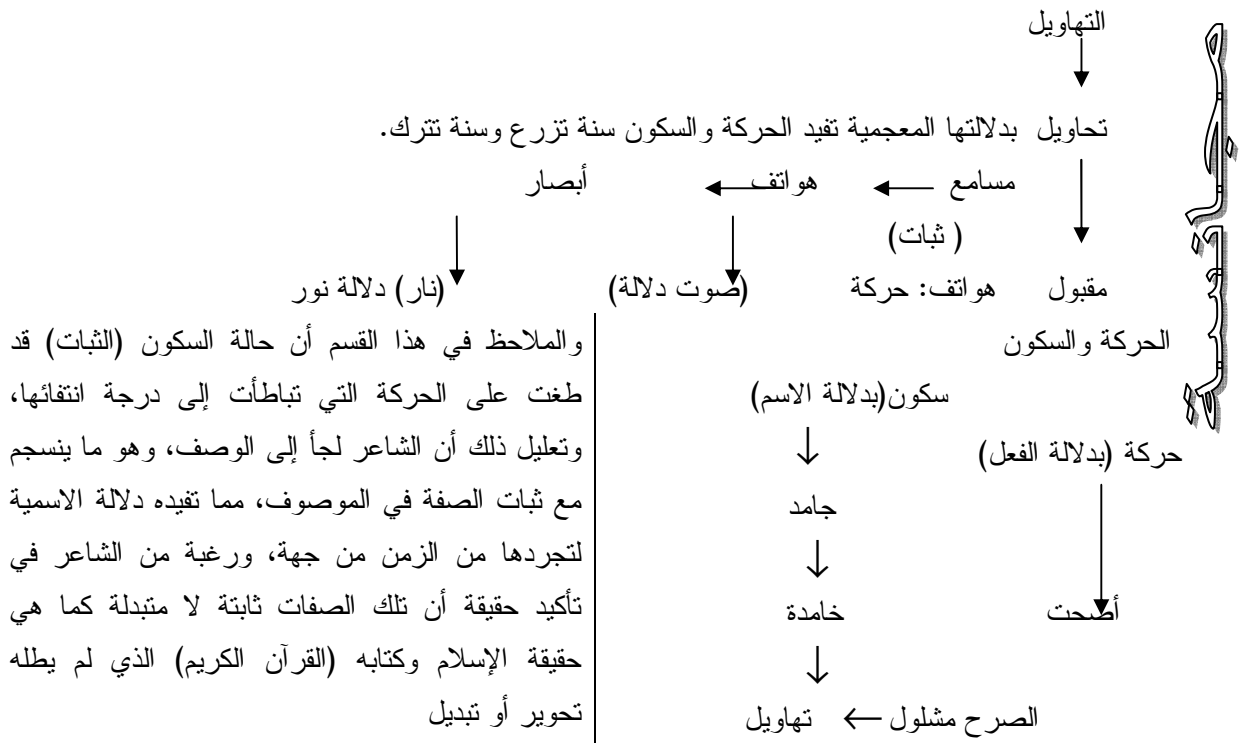 التهاويل
تحاويل بدلالتها المعجمية تفيد الحركة والسكون سنة تزرع وسنة تترك.
مسامع ← هواتف ← أبصار
( ثبات)
مقبول هواتف: حركة (صوت دلالة) (نار) دلالة نور
الحركة والسكون
سكون(بدلالة الاسم)
حركة (بدلالة الفعل)
↓
جامد
↓
أضحت خامدة
↓
الصرح مشلول ← تهاويل
والملاحظ في هذا القسم أن حالة السكون (الثبات) قد
طغت على الحركة التي تباطأت إلى درجة انتفائها،
وتعليل ذلك أن الشاعر لجأ إلى الوصف، وهو ما ينسجم
مع ثبات الصفة في الموصوف، مما تفيده دلالة الاسمية
لتجردها من الزمن من جهة، ورغبة من الشاعر في
تأكيد حقيقة أن تلك الصفات ثابتة لا متبدلة كما هي
حقيقة الإسلام وكتابه (القرآن الكريم) الذي لم يطله
تحوير أو تبديل